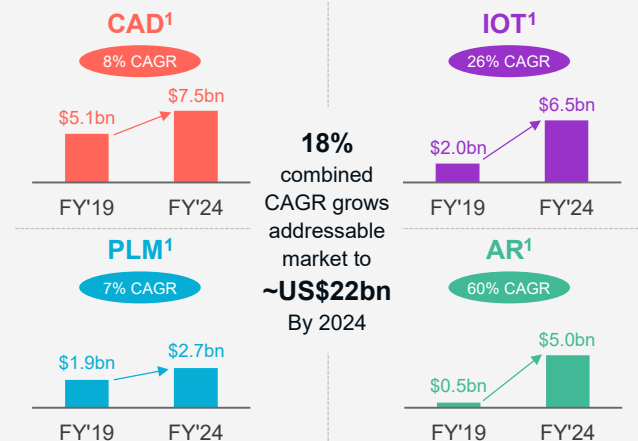 CAD¹
8% CAGR
$5.1bn
$7.5bn
FY'19
FY'24
IOT¹
26% CAGR
$2.0bn
$6.5bn
FY'19
FY'24
18%
combined
CAGR grows
addressable
market to
~US$22bn
By 2024
PLM¹
7% CAGR
$1.9bn
$2.7bn
FY'19
FY'24
AR¹
60% CAGR
$0.5bn
$5.0bn
FY'19
FY'24